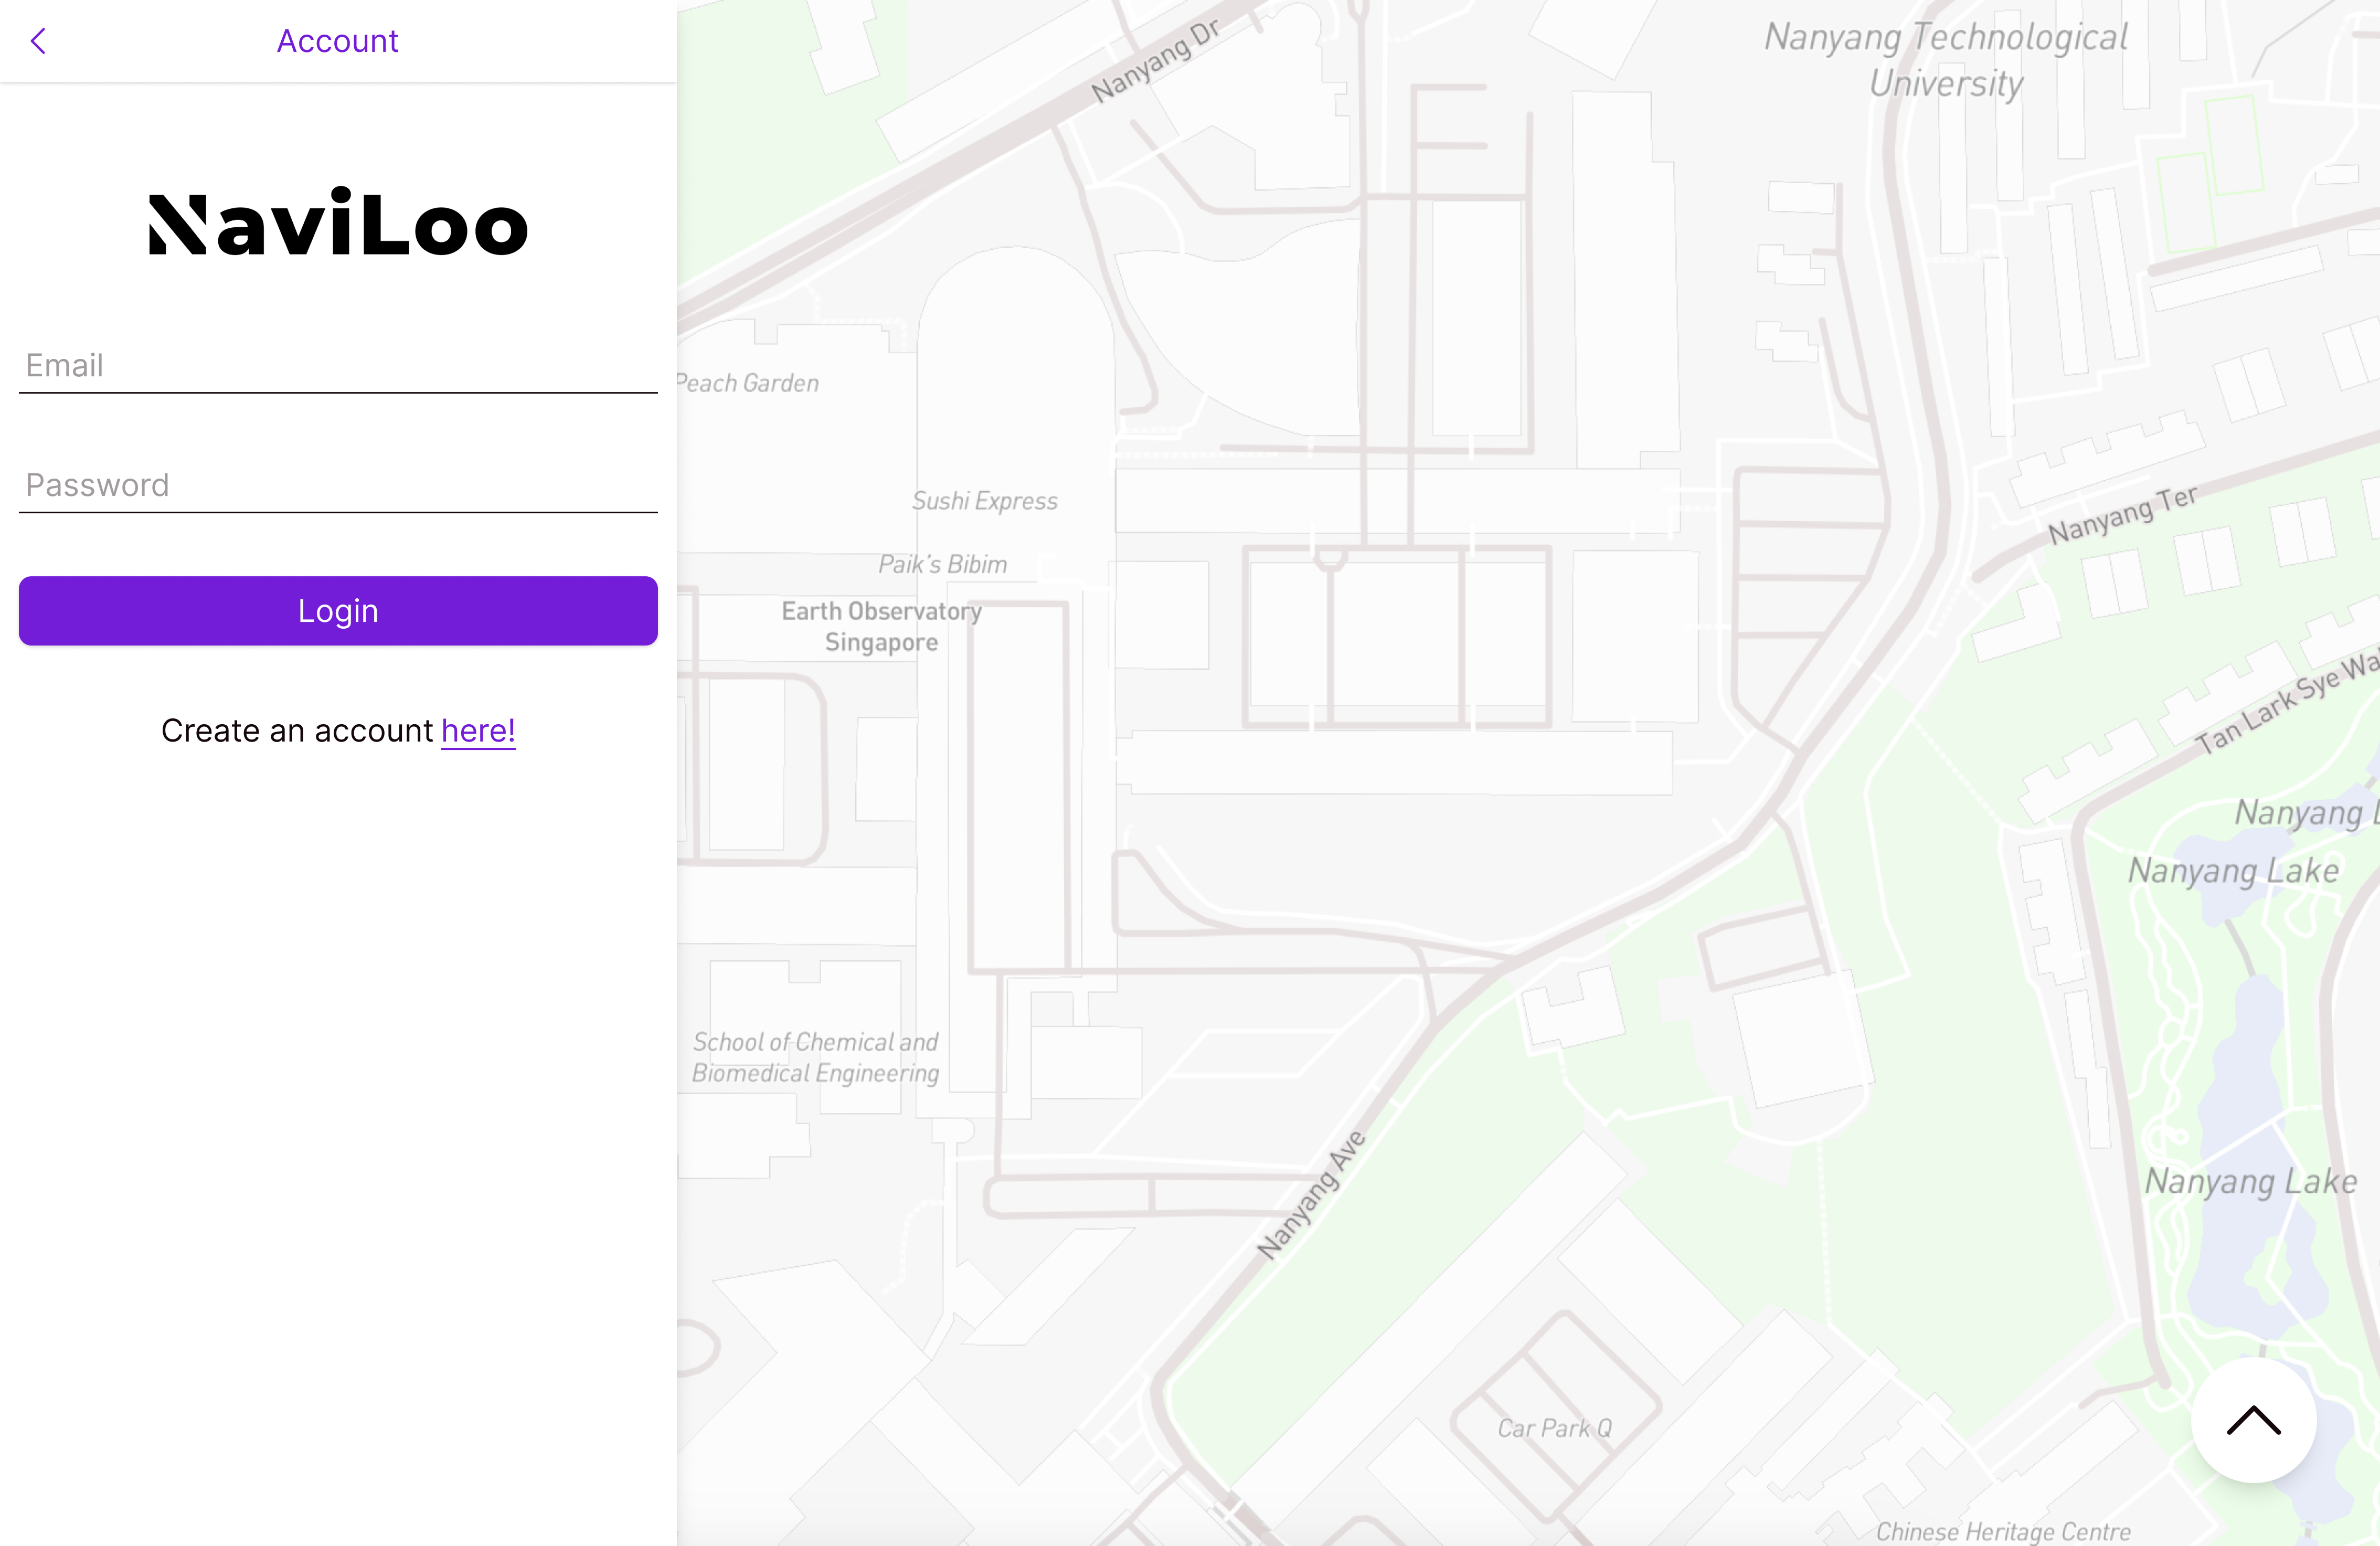 Account
NaviLoo
Email
Password
Login
Create an account here!
Nanyang Dr
Nanyang Technological
University
Peach Garden
Sushi Express
Paik's Bibim
Earth Observatory
Singapore
Nanyang Ter
Tan Lark Sye Wal
Nanyang L
Nanyang Lake
School of Chemical and
Biomedical Engineering
Nanyang Ave
Nanyang Lake
Car Park Q
Chinese Heritage Centre